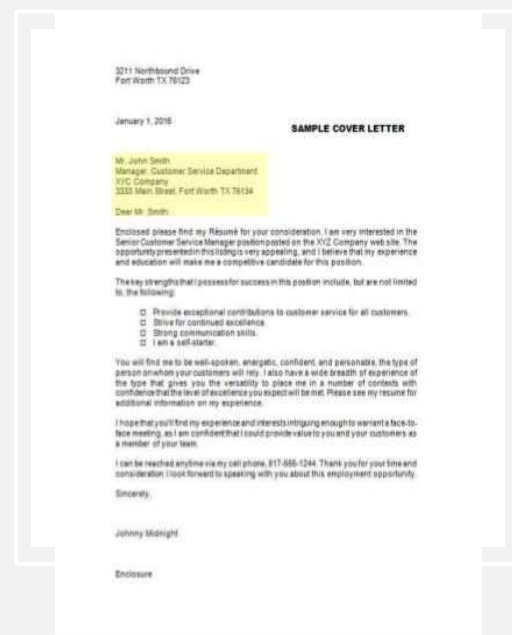 3211 Northbound Drive
Fort Worth TX 76123
January 1, 2016
SAMPLE COVER LETTER
Mr. John Smith
Manager, Customer Service Department
XYC Company
3333 Main Street, Fort Worth TX 76134
Dear Mr. Smith:
Enclosed please find my Résumé for your consideration. I am very interested in the
Senior Customer Service Manager position posted on the XYZ Company web site. The
opportunity presented in this listing is very appealing, and I believe that my experience
and education will make me a competitive candidate for this position.
The key strengths that I possess for success in this position include, but are not limited
to, the following:
□ Provide exceptional contributions to customer service for all customers.
□ Strive for continued excellence.
□ Strong communication skills.
□ I am a self-starter.
You will find me to be well-spoken, energetic, confident, and personable, the type of
person on whom your customers will rely. I also have a wide breadth of experience of
the type that gives you the versatility to place me in a number of contexts with
confidence that the level of excellence you expect will be met. Please see my resume for
additional information on my experience.
I hope that you'll find my experience and interests intriguing enough to warrant a face-to-
face meeting, as I am confident that I could provide value to you and your customers as
a member of your team.
I can be reached anytime via my cell phone, 817-666-1244. Thank you for your time and
consideration. I look forward to speaking with you about this employment opportunity.
Sincerely,
Johnny Midnight
Enclosure